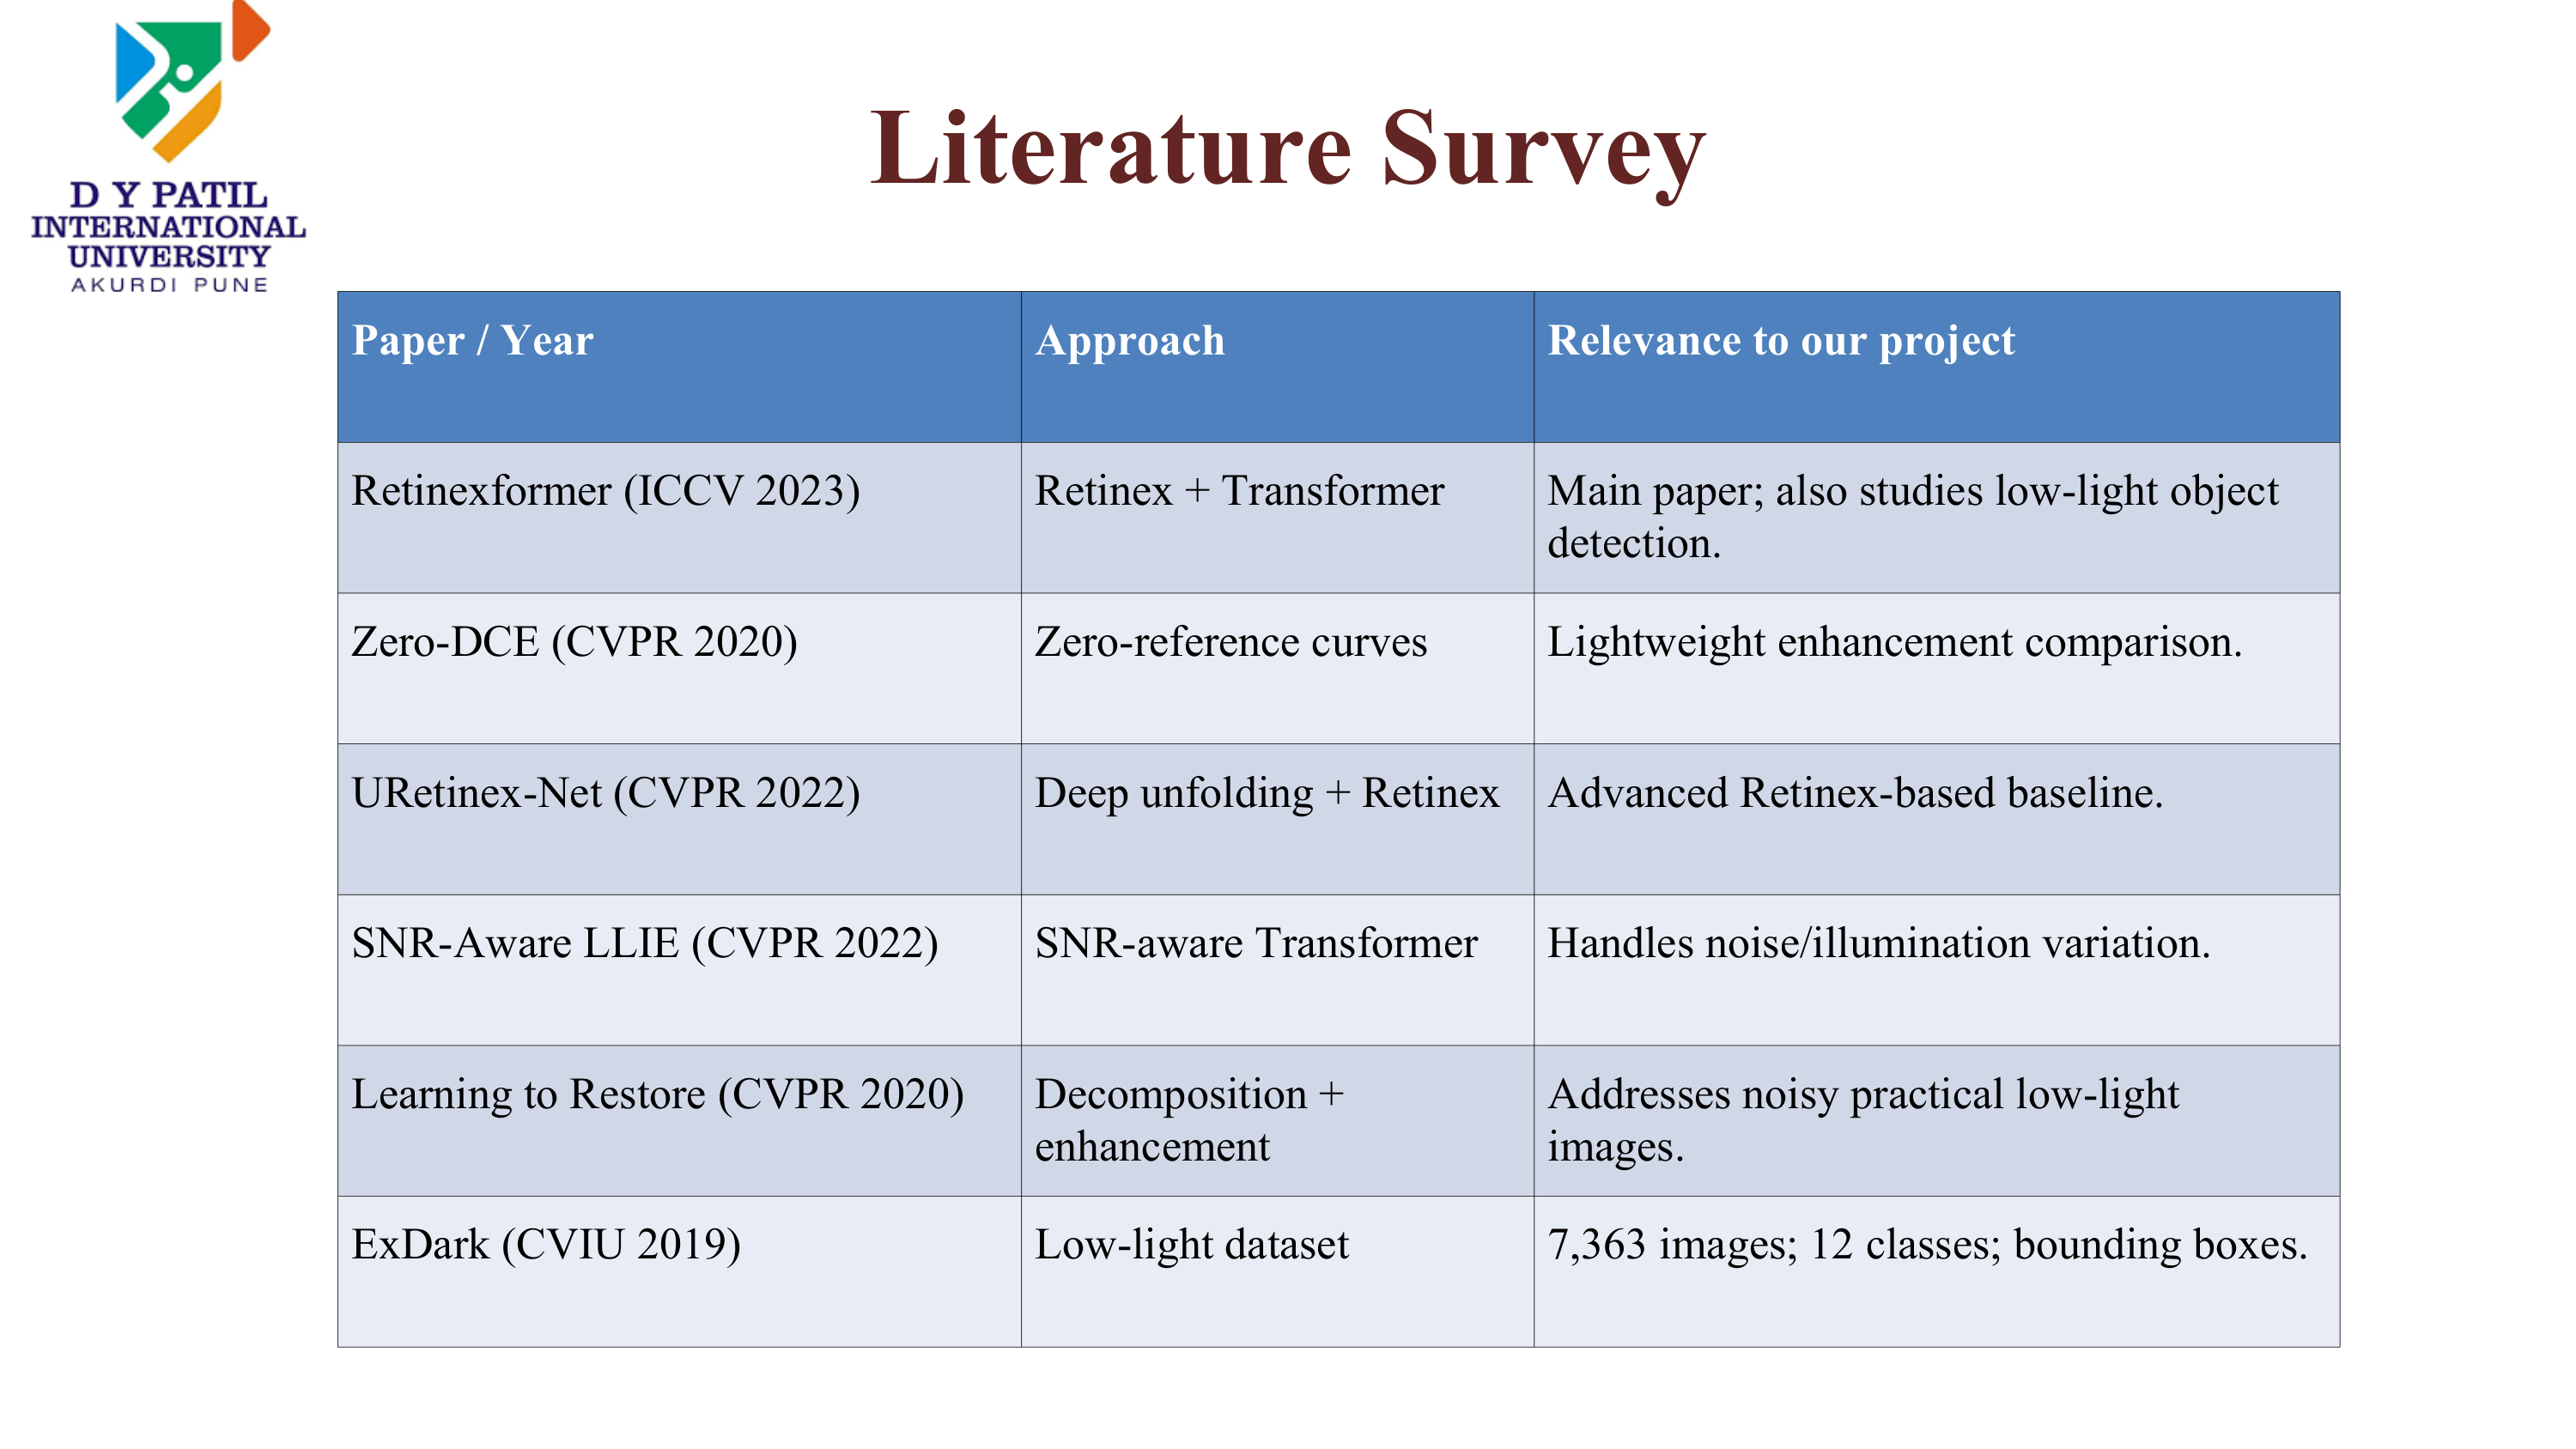 D Y PATIL
INTERNATIONAL
UNIVERSITY
AKURDI PUNE
Literature Survey
Paper / Year
Approach
Relevance to our project
Retinexformer (ICCV 2023)
Retinex + Transformer
Main paper; also studies low-light object
detection.
Zero-DCE (CVPR 2020)
Zero-reference curves
Lightweight enhancement comparison.
URetinex-Net (CVPR 2022)
Deep unfolding + Retinex
Advanced Retinex-based baseline.
SNR-Aware LLIE (CVPR 2022)
SNR-aware Transformer
Handles noise/illumination variation.
Learning to Restore (CVPR 2020)
Decomposition +
enhancement
Addresses noisy practical low-light
images.
ExDark (CVIU 2019)
Low-light dataset
7,363 images; 12 classes; bounding boxes.